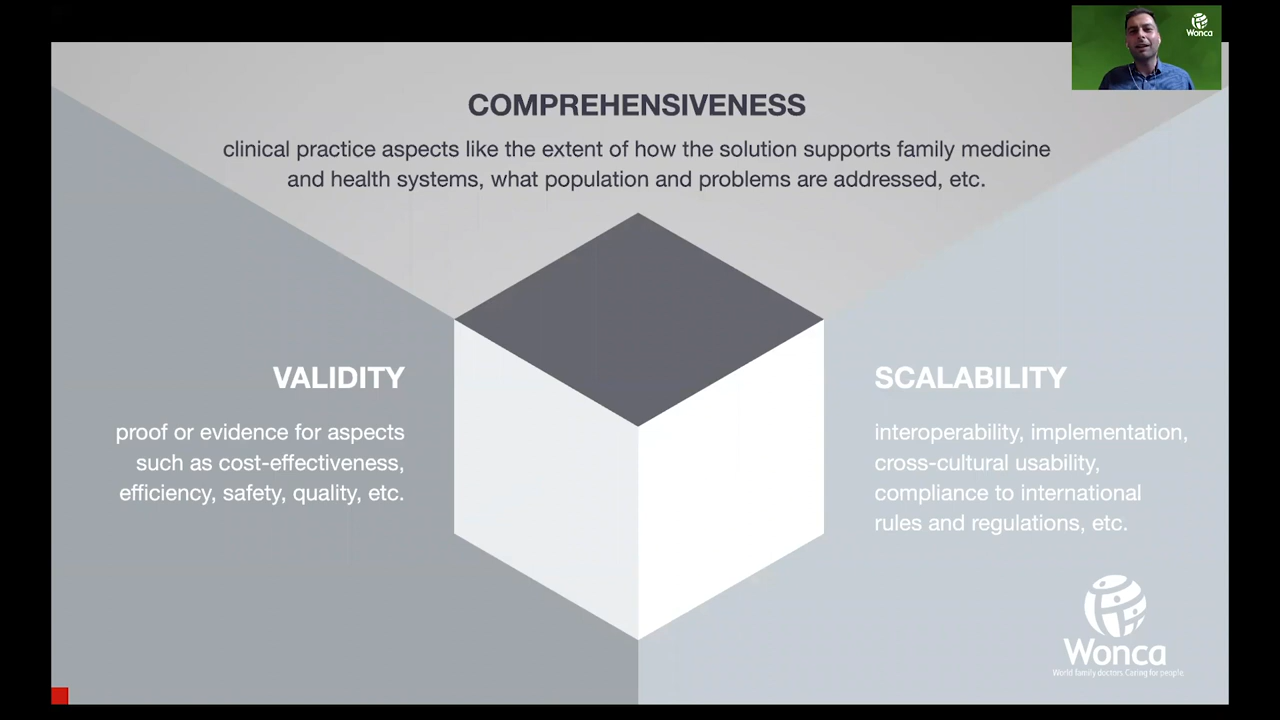 Wonca
COMPREHENSIVENESS
clinical practice aspects like the extent of how the solution supports family medicine
and health systems, what population and problems are addressed, etc.
VALIDITY
proof or evidence for aspects
such as cost-effectiveness,
efficiency, safety, quality, etc.
SCALABILITY
interoperability, implementation,
cross-cultural usability,
compliance to international
rules and regulations, etc.
Wonca
World family doctors. Caring for people.